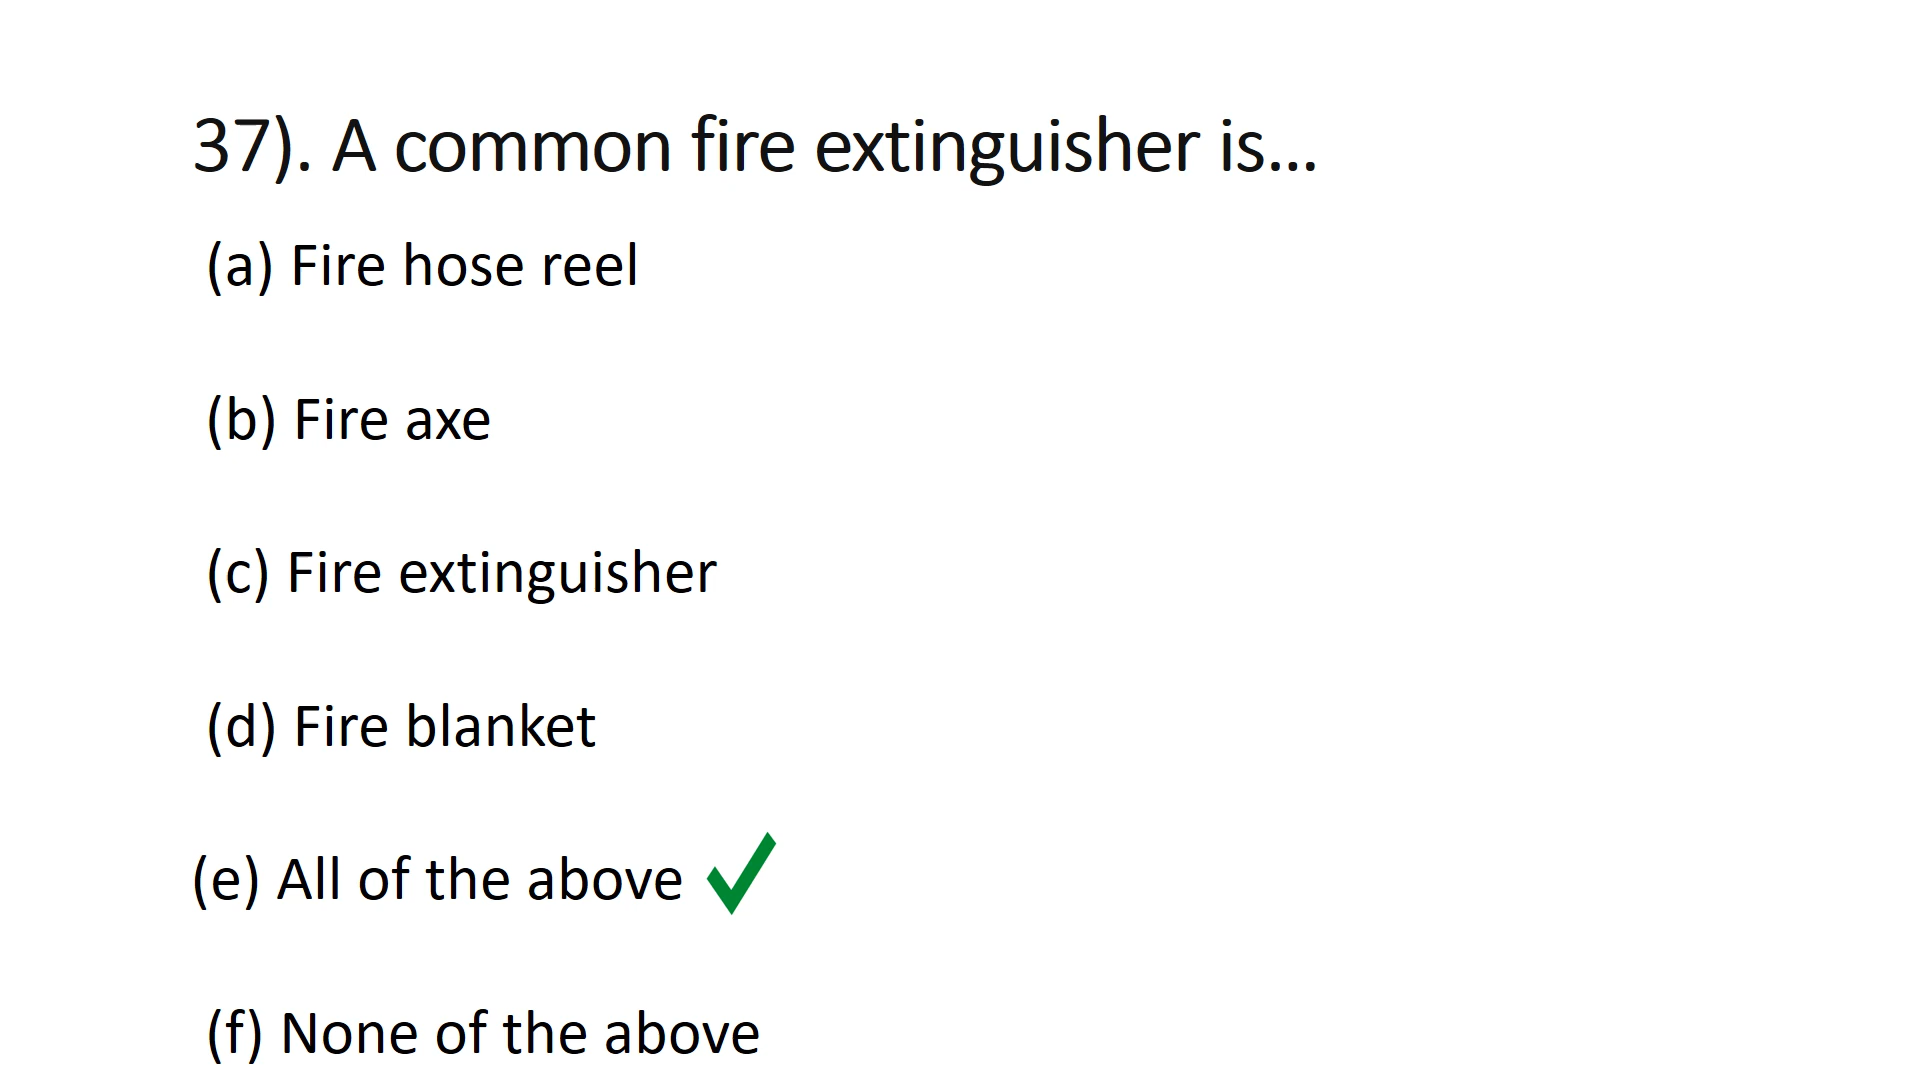 37). A common fire extinguisher is...
(a) Fire hose reel
(b) Fire axe
(c) Fire extinguisher
(d) Fire blanket
(e) All of the above
(f) None of the above